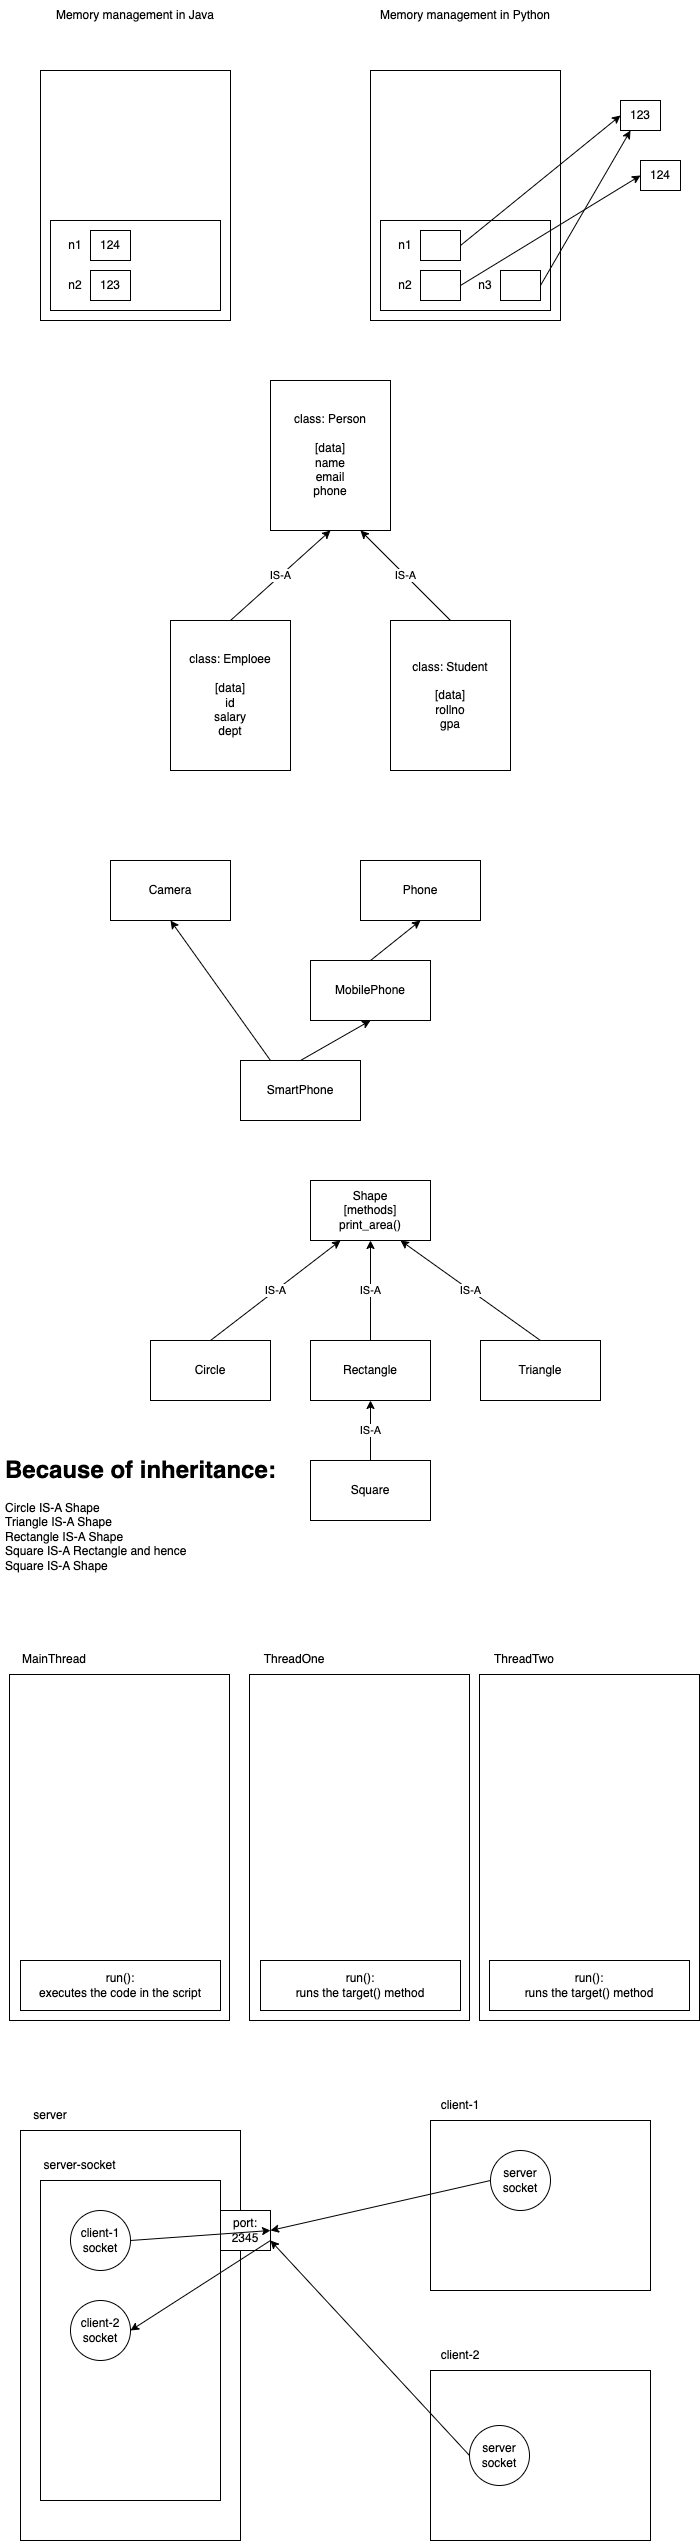 Memory management in Java
Memory management in Python
123
124
n1 124
n2 123
n1
n2
n3
class: Person
[data]
name
email
phone
IS-A
IS-A
class: Emploee
[data]
id
salary
dept
class: Student
[data]
rollno
gpa
Camera
Phone
MobilePhone
SmartPhone
Shape
[methods]
print_area()
IS-A
IS-A
IS-A
Circle
Rectangle
Triangle
IS-A
Square
Because of inheritance:
Circle IS-A Shape
Triangle IS-A Shape
Rectangle IS-A Shape
Square IS-A Rectangle and hence
Square IS-A Shape
MainThread
ThreadOne
ThreadTwo
run():
executes the code in the script
run():
runs the target() method
run():
runs the target() method
server
server-socket
client-1
socket
client-2
socket
port:
2345
client-1
server
socket
client-2
server
socket